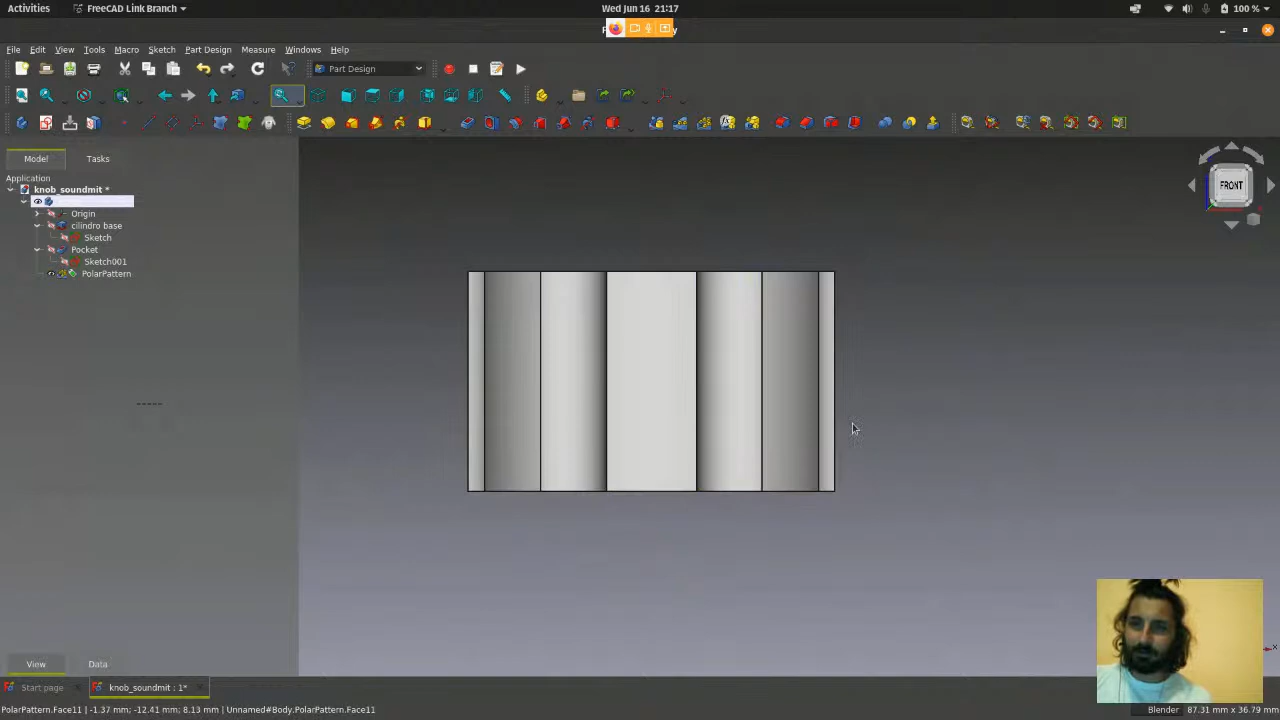 Activities FreeCAD Link Branch Wed Jun 16 21:17 100 %
File Edit View Tools Macro Sketch Part Design Measure Windows Help
Part Design
Model Tasks
Application
knob_soundmit *
Origin
cilindro base
Sketch
Pocket
Sketch001
PolarPattern
FRONT
View Data
Start page knob_soundmit : 1*
PolarPattern.Face11 | -1.37 mm; -12.41 mm; 8.13 mm | Unnamed#Body.PolarPattern.Face11 Blender 87.31 mm x 36.79 mm